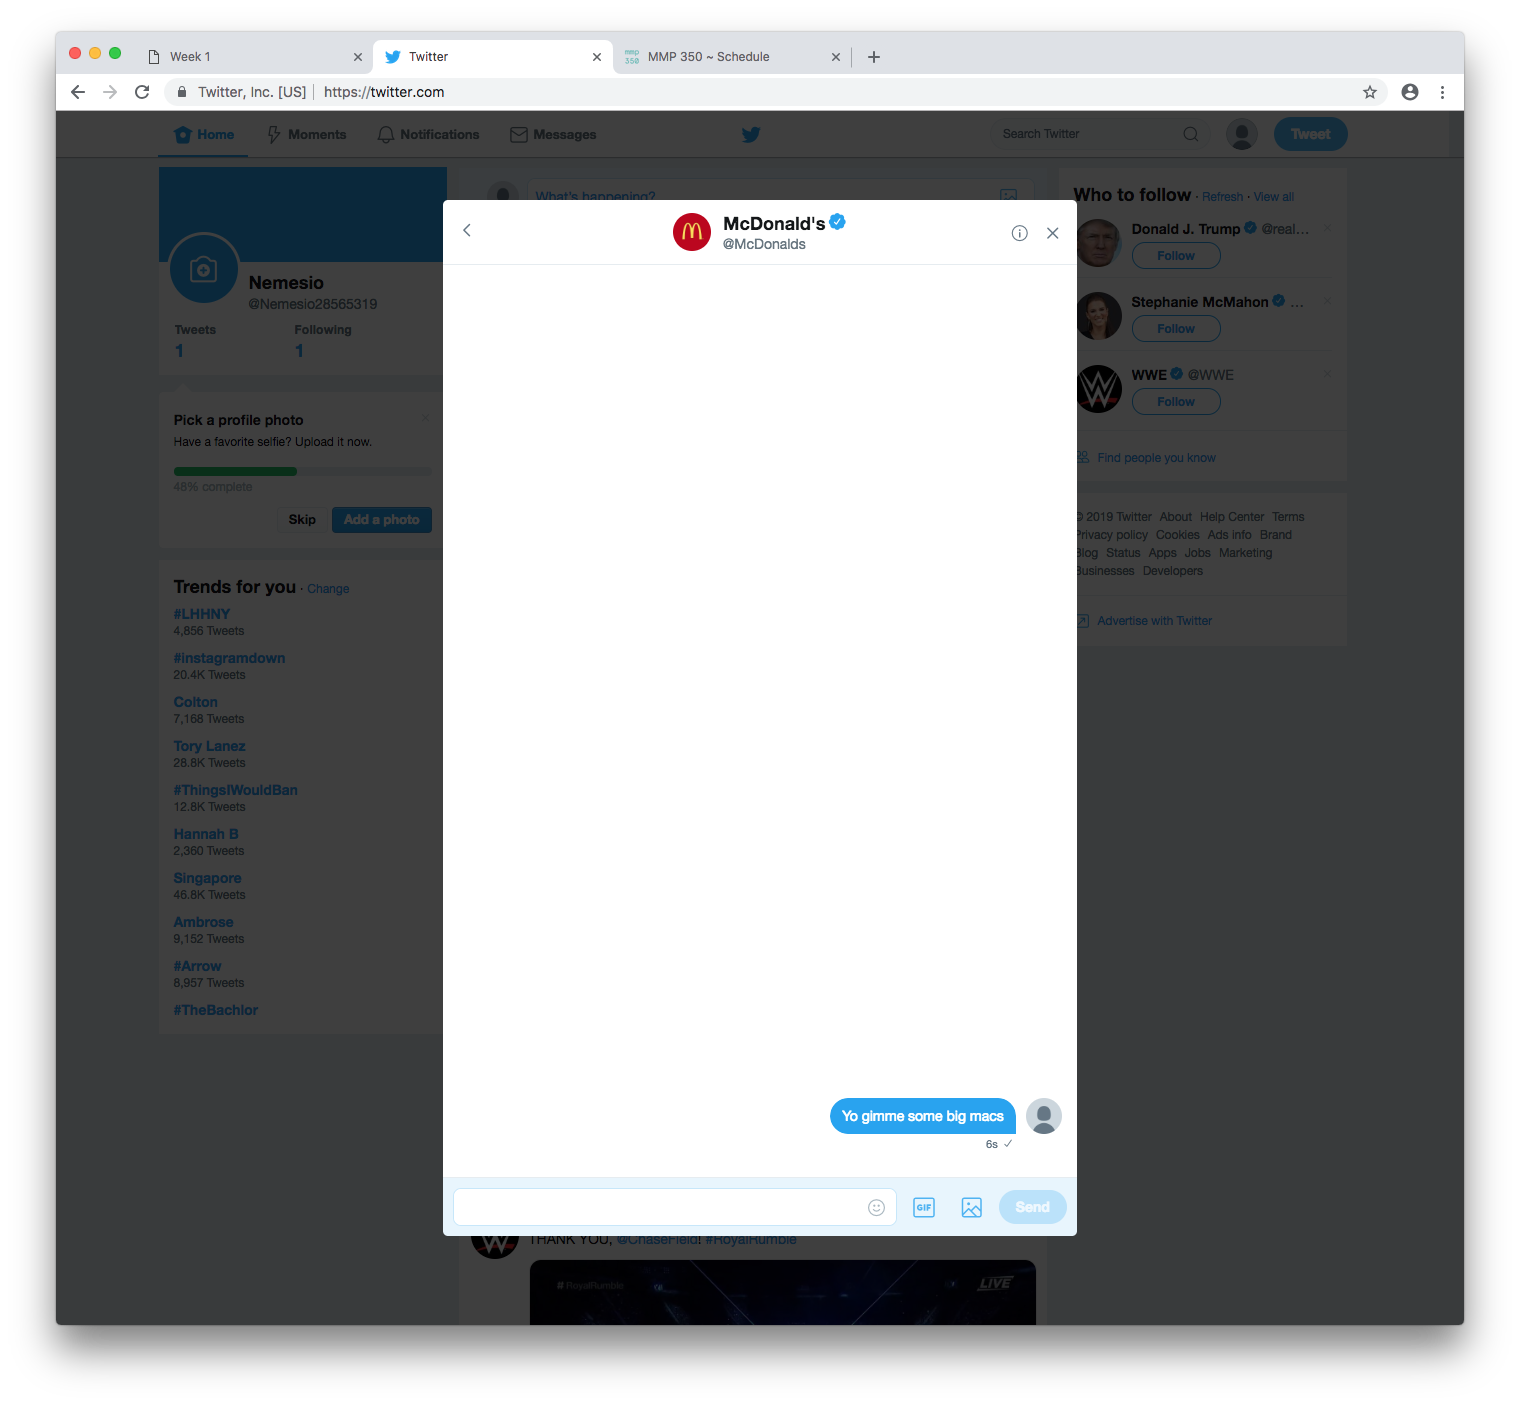 Week 1
Twitter
MMP 350 ~ Schedule
Twitter, Inc. [US] https://twitter.com
Home Moments Notifications Messages
Search Twitter
Tweet
What's happening?
McDonald's
@McDonalds
Nemesio
@Nemesio28565319
Tweets Following
1 1
Pick a profile photo
Have a favorite selfie? Upload it now.
48% complete
Skip Add a photo
Trends for you · Change
#LHHNY
4,856 Tweets
#instagramdown
20.4K Tweets
Colton
7,168 Tweets
Tory Lanez
28.8K Tweets
#ThingsIWouldBan
12.8K Tweets
Hannah B
2,360 Tweets
Singapore
46.8K Tweets
Ambrose
9,152 Tweets
#Arrow
8,957 Tweets
#TheBachlor
Yo gimme some big macs
6s
GIF
Send
THANK YOU, @ChaseField! #RoyalRumble
#RoyalRumble
LIVE
Who to follow · Refresh · View all
Donald J. Trump @real...
Follow
Stephanie McMahon ...
Follow
WWE @WWE
Follow
Find people you know
© 2019 Twitter About Help Center Terms
Privacy policy Cookies Ads info Brand
Blog Status Apps Jobs Marketing
Businesses Developers
Advertise with Twitter